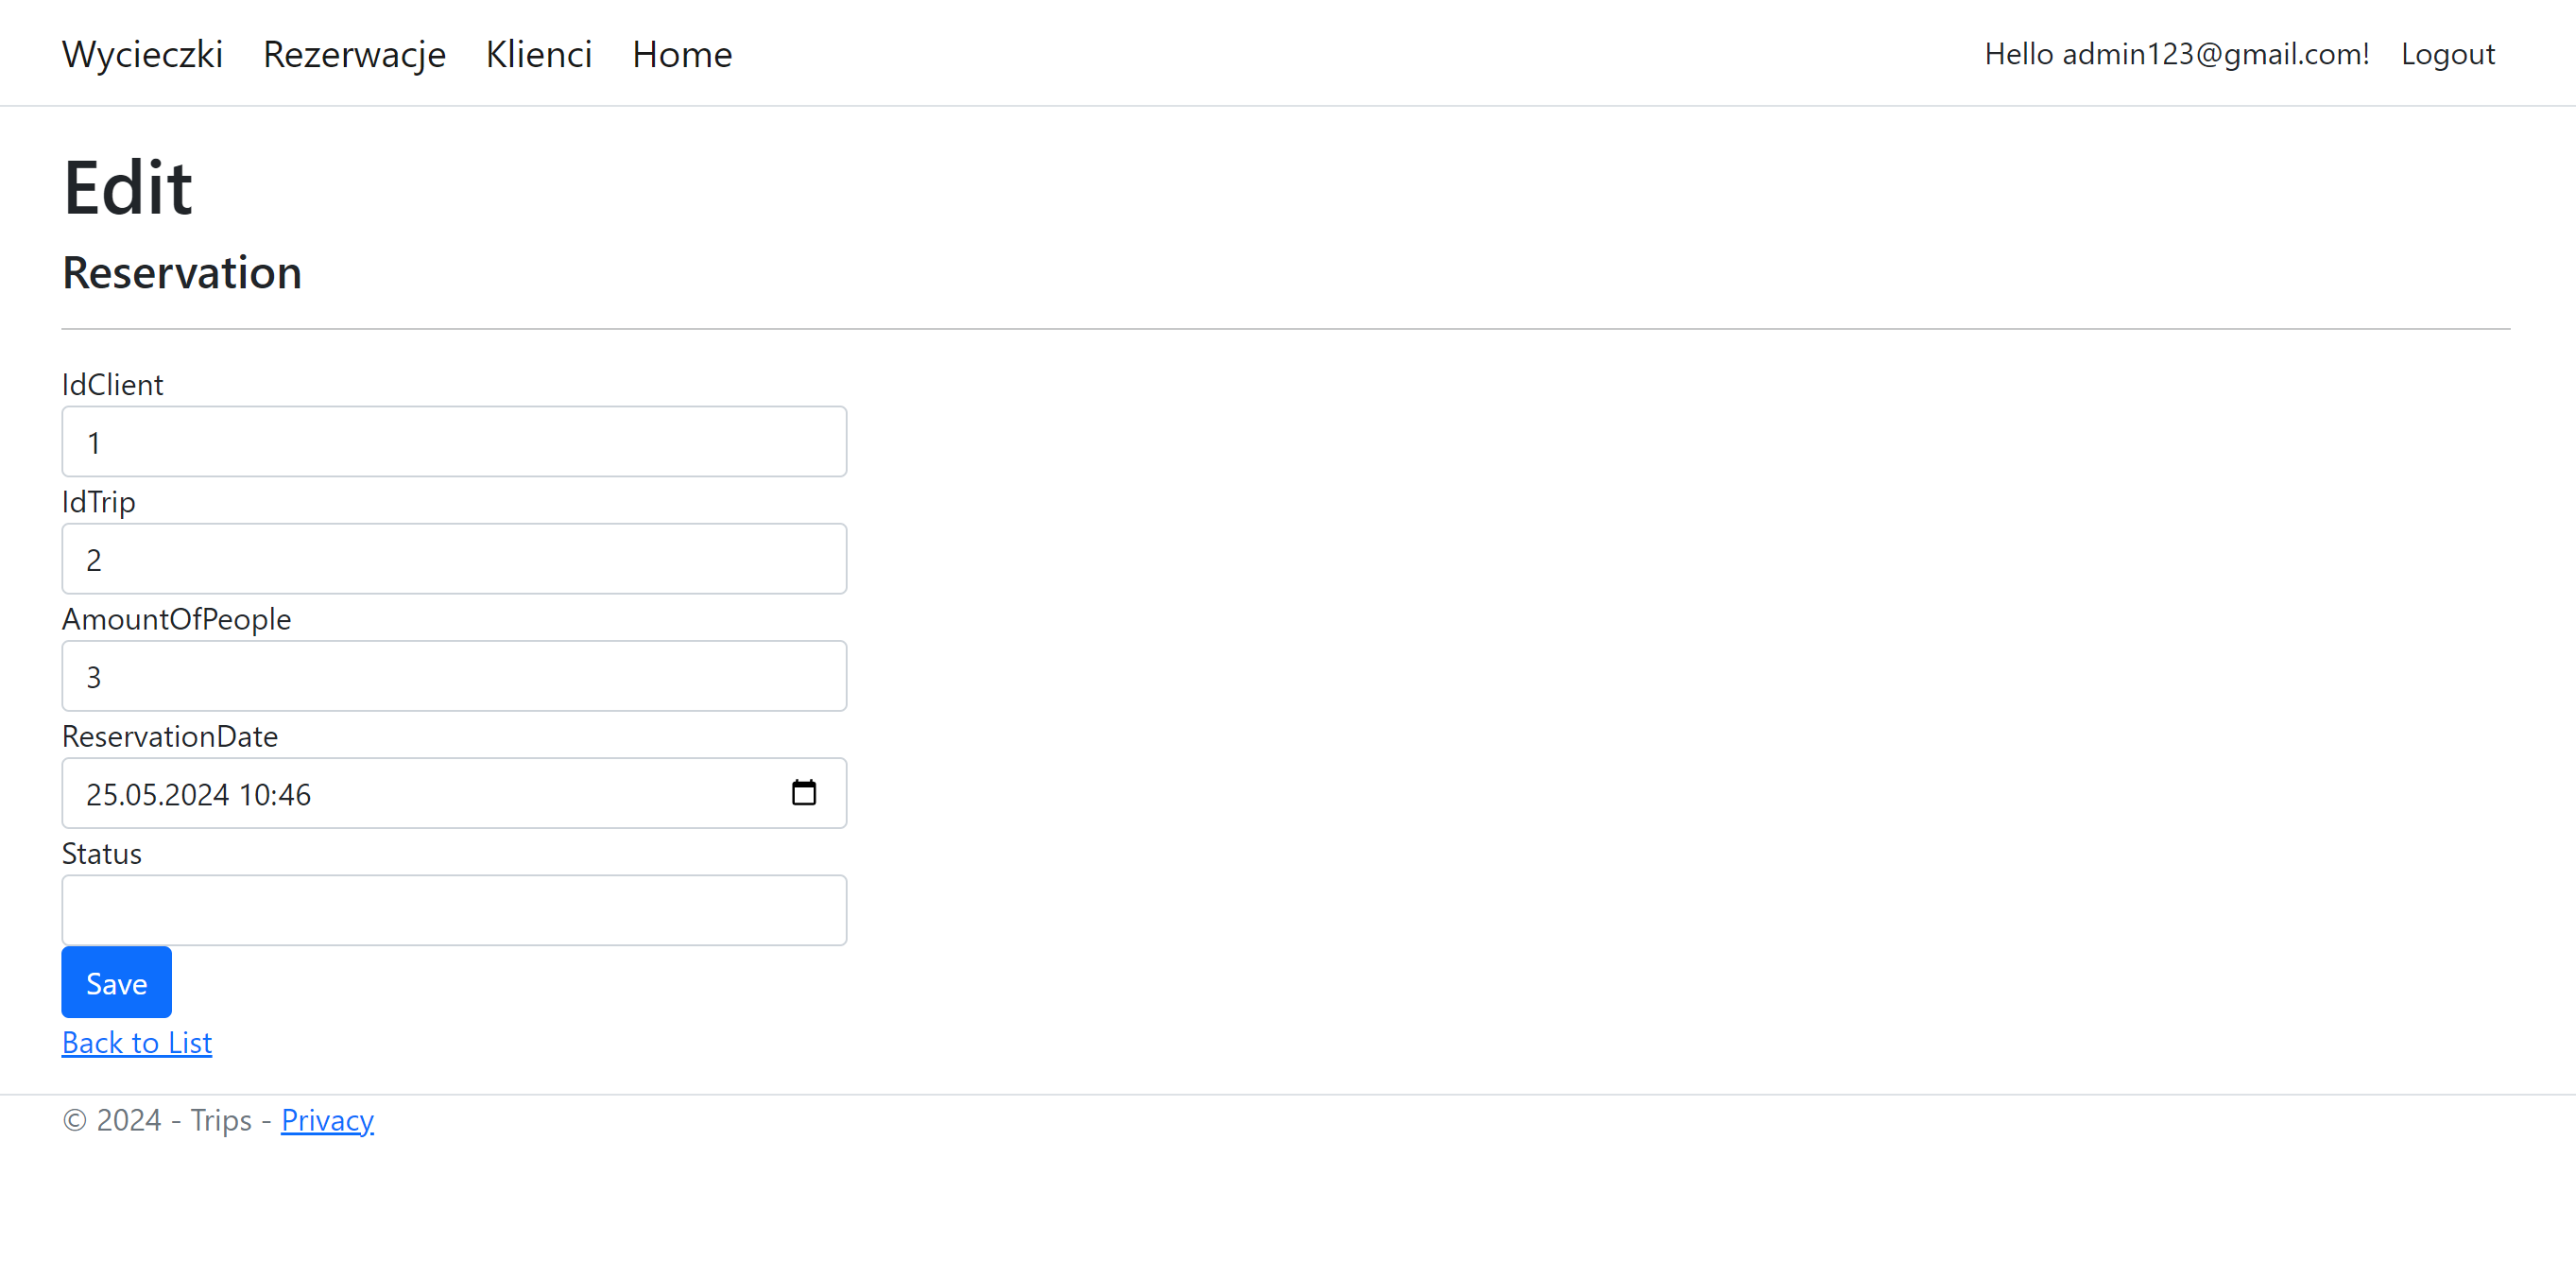 Wycieczki Rezerwacje Klienci Home Hello admin123@gmail.com! Logout
Edit
Reservation
IdClient
1
IdTrip
2
AmountOfPeople
3
ReservationDate
25.05.2024 10:46
Status
Save
Back to List
© 2024 - Trips - Privacy